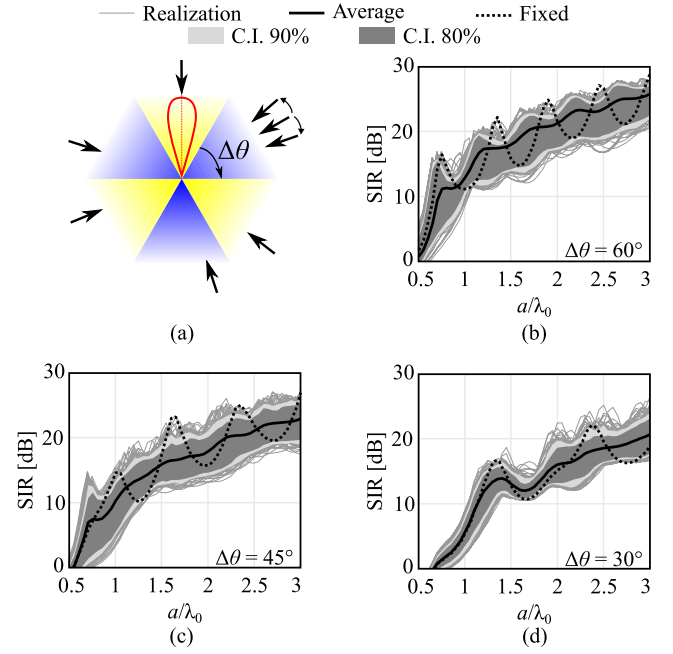 Realization Average Fixed
C.I. 90% C.I. 80%
Δθ
(a)
30
20
10
0
SIR [dB]
Δθ = 60°
0.5 1 1.5 2 2.5 3
a/λ₀
(b)
30
20
10
0
SIR [dB]
Δθ = 45°
0.5 1 1.5 2 2.5 3
a/λ₀
(c)
30
20
10
0
SIR [dB]
Δθ = 30°
0.5 1 1.5 2 2.5 3
a/λ₀
(d)